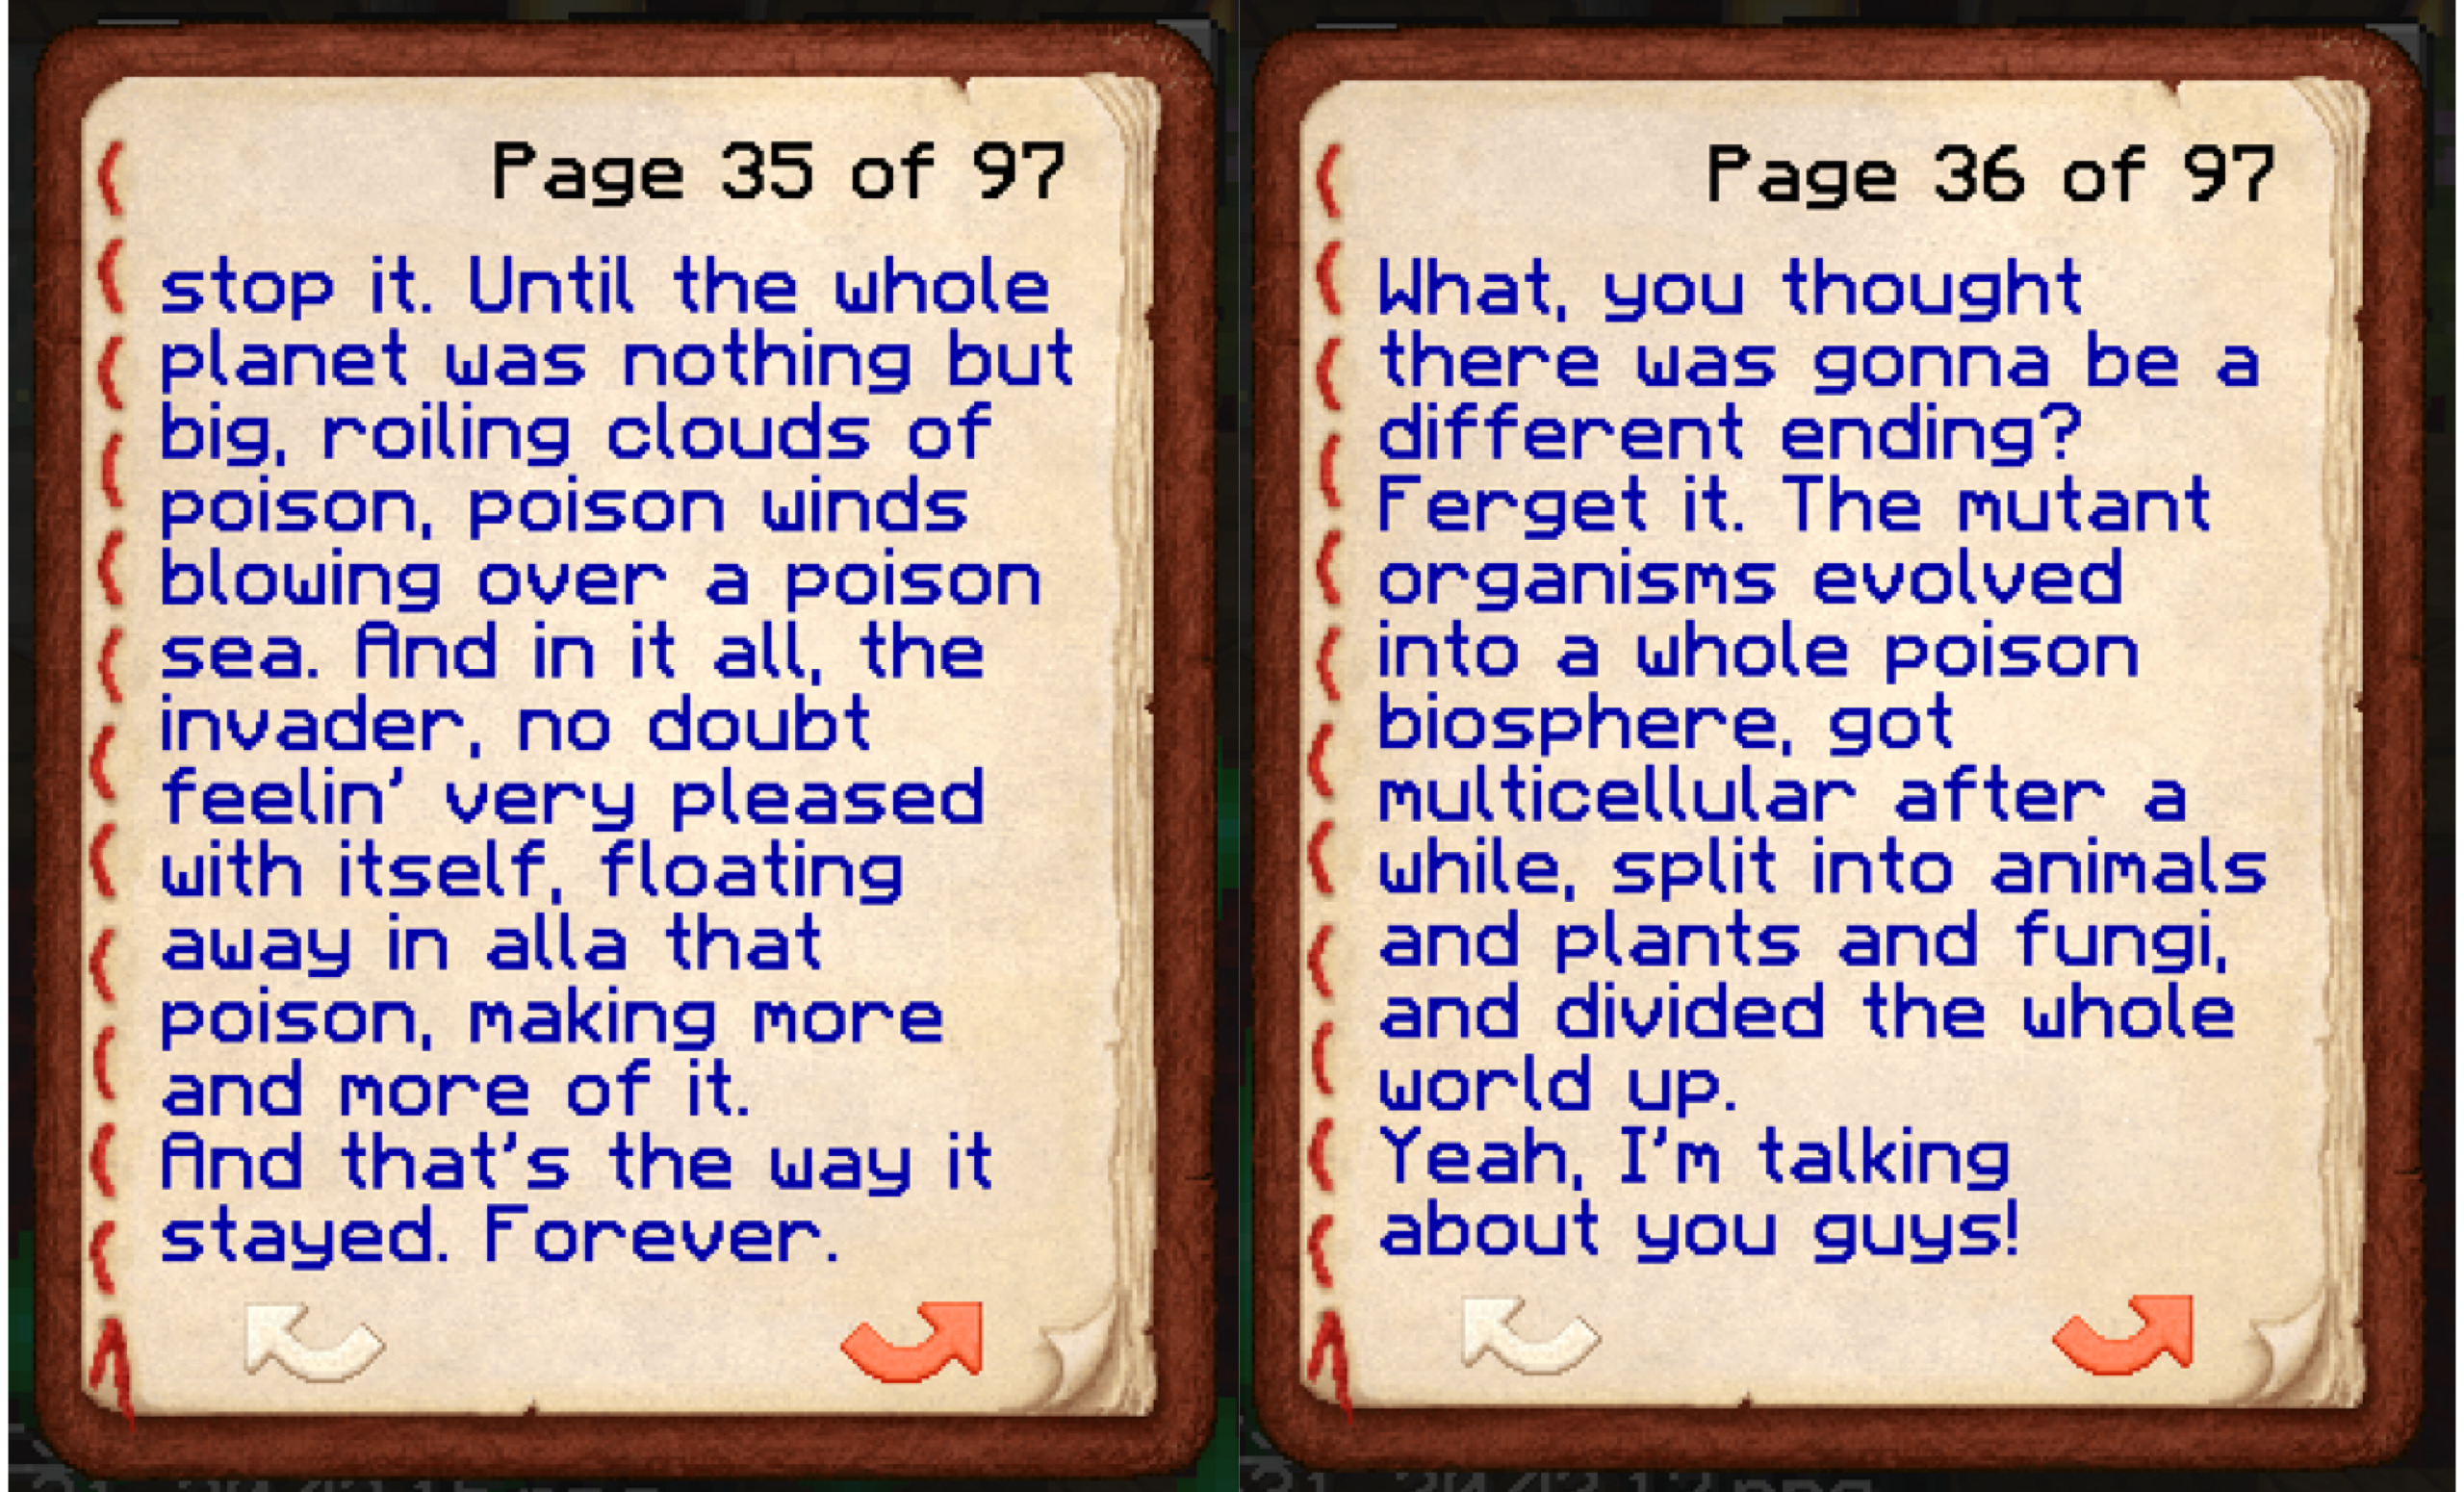 Page 35 of 97
stop it. Until the whole
planet was nothing but
big, roiling clouds of
poison, poison winds
blowing over a poison
sea. And in it all, the
invader, no doubt
feelin' very pleased
with itself, floating
away in alla that
poison, making more
and more of it.
And that's the way it
stayed. Forever.
Page 36 of 97
What, you thought
there was gonna be a
different ending?
Ferget it. The mutant
organisms evolved
into a whole poison
biosphere, got
multicellular after a
while, split into animals
and plants and fungi,
and divided the whole
world up.
Yeah, I'm talking
about you guys!